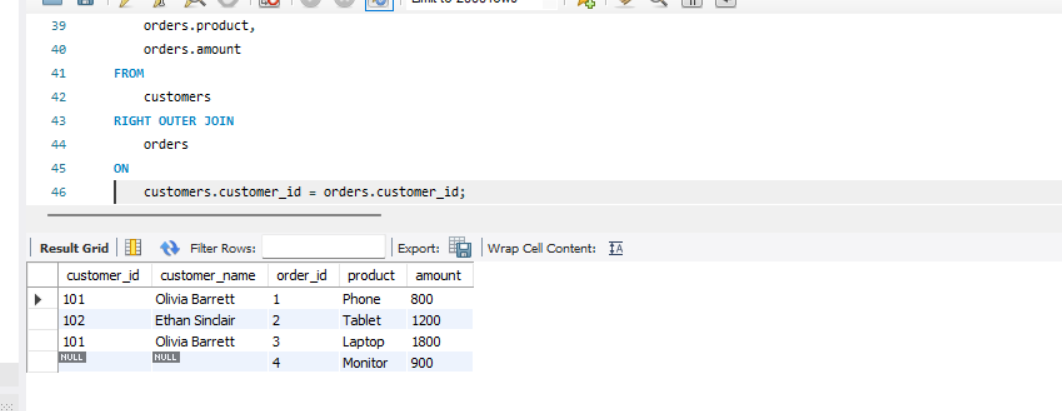 39 orders.product,
40 orders.amount
41 FROM
42 customers
43 RIGHT OUTER JOIN
44 orders
45 ON
46 customers.customer_id = orders.customer_id;
Result Grid Filter Rows: Export: Wrap Cell Content: IA
customer_id customer_name order_id product amount
101 Olivia Barrett 1 Phone 800
102 Ethan Sinclair 2 Tablet 1200
101 Olivia Barrett 3 Laptop 1800
NULL NULL 4 Monitor 900